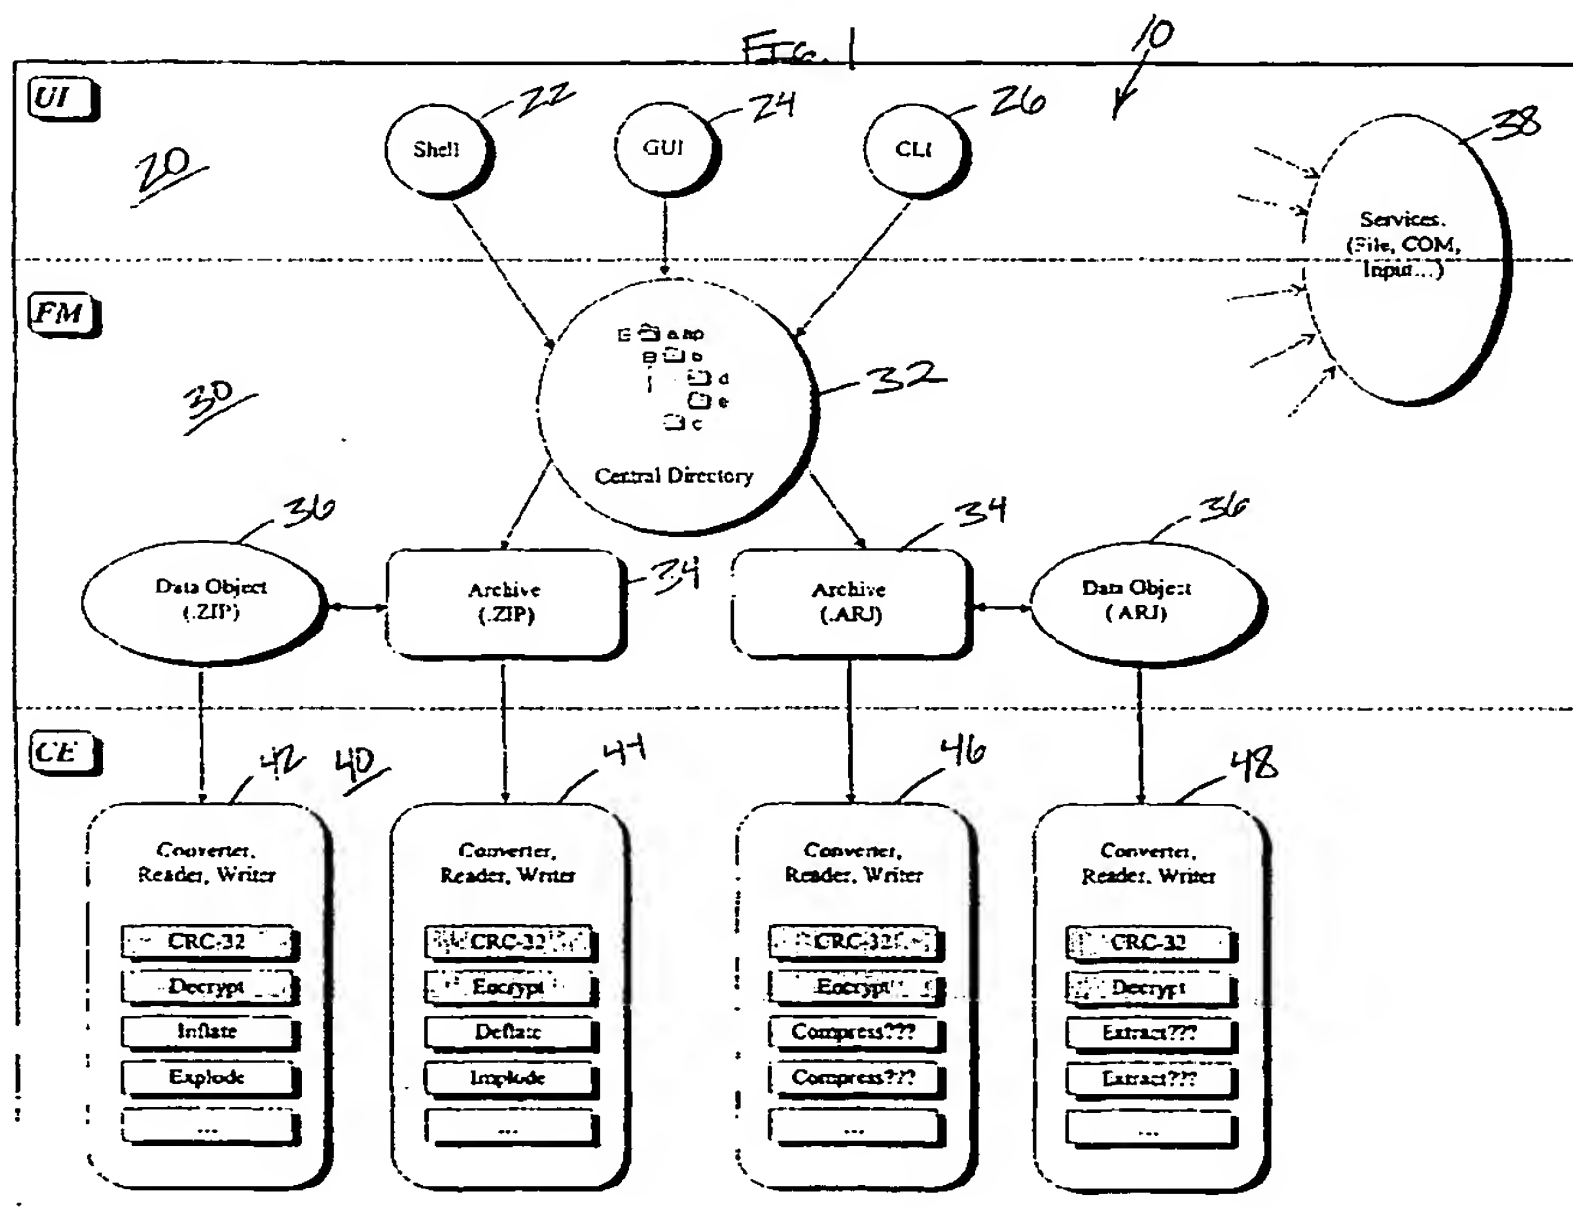 FIG. 1
10
UI
22
24
26
38
Shell
GUI
CLI
20
Services.
(File, COM,
Input...)
FM
a.zip
b
d
e
c
32
30
Central Directory
36
34
36
34
Data Object
(.ZIP)
Archive
(.ZIP)
Archive
(.ARJ)
Data Object
(.ARJ)
CE
42
40
44
46
48
Converter,
Reader, Writer
CRC-32
Decrypt
Inflate
Explode
...
Converter,
Reader, Writer
CRC-32
Encrypt
Deflate
Implode
...
Converter,
Reader, Writer
CRC-32
Encrypt
Compress???
Compress???
...
Converter,
Reader, Writer
CRC-32
Decrypt
Extract???
Extract???
...